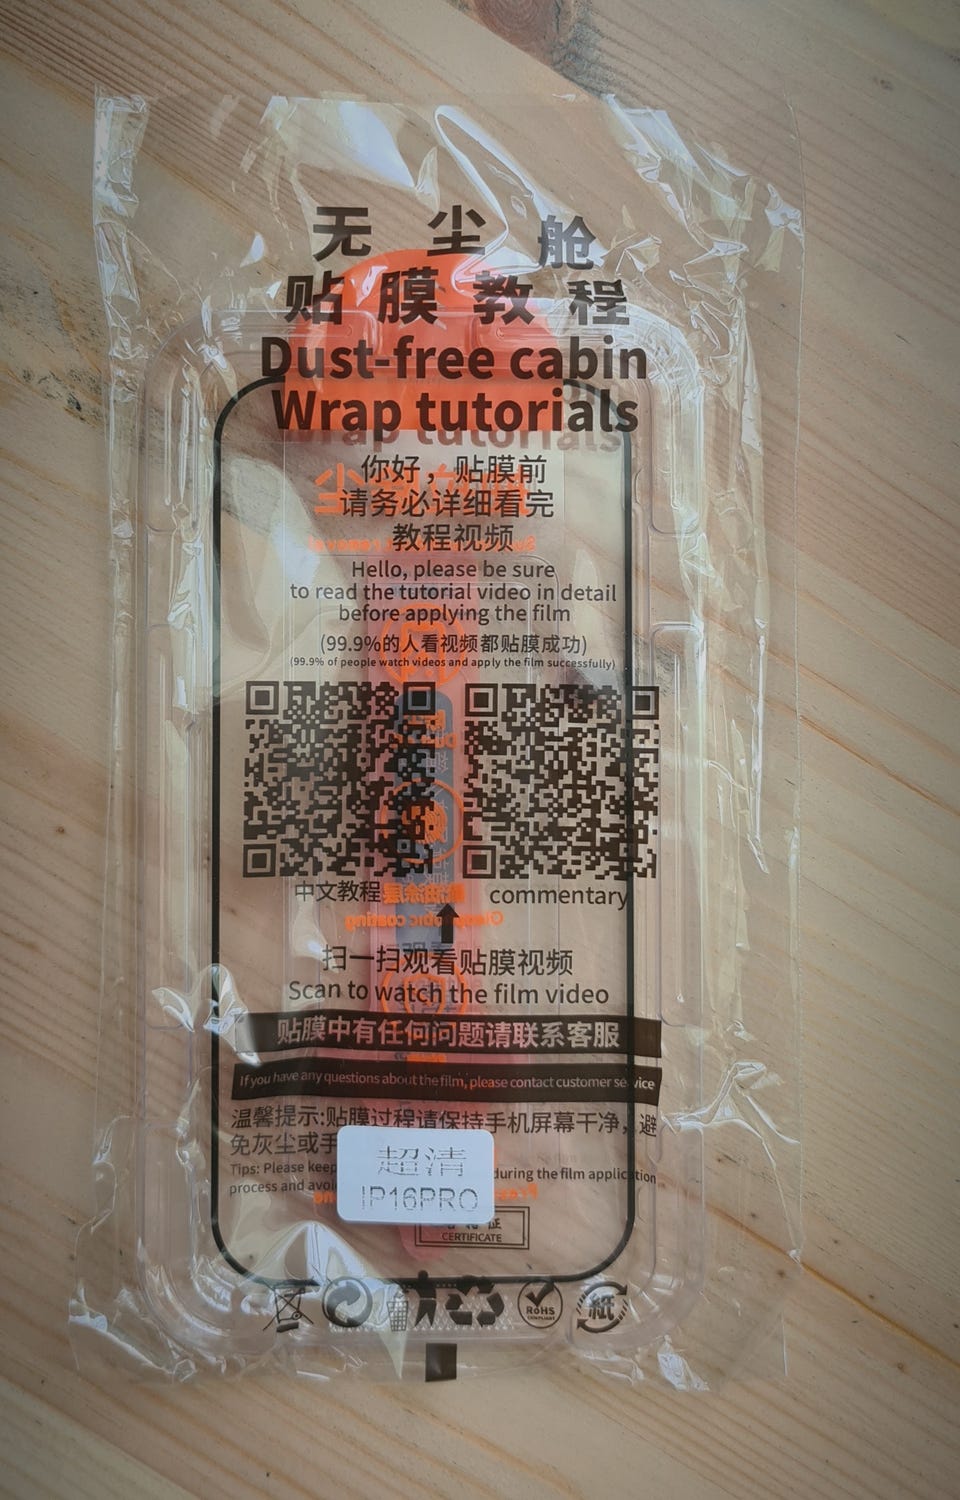 无尘舱
贴膜教程
Dust-free cabin
Wrap tutorials
你好，贴膜前
请务必详细看完
教程视频
Hello, please be sure
to read the tutorial video in detail
before applying the film
(99.9%的人看视频都贴膜成功)
(99.9% of people watch videos and apply the film successfully)
中文教程
commentary
扫一扫观看贴膜视频
Scan to watch the film video
贴膜中有任何问题请联系客服
If you have any questions about the film, please contact customer service
温馨提示:贴膜过程请保持手机屏幕干净，避
免灰尘或手
Tips: Please keep during the film application
process and avoid
超清
IP16PRO
CERTIFICATE
RoHS
COMPLIANT
紙